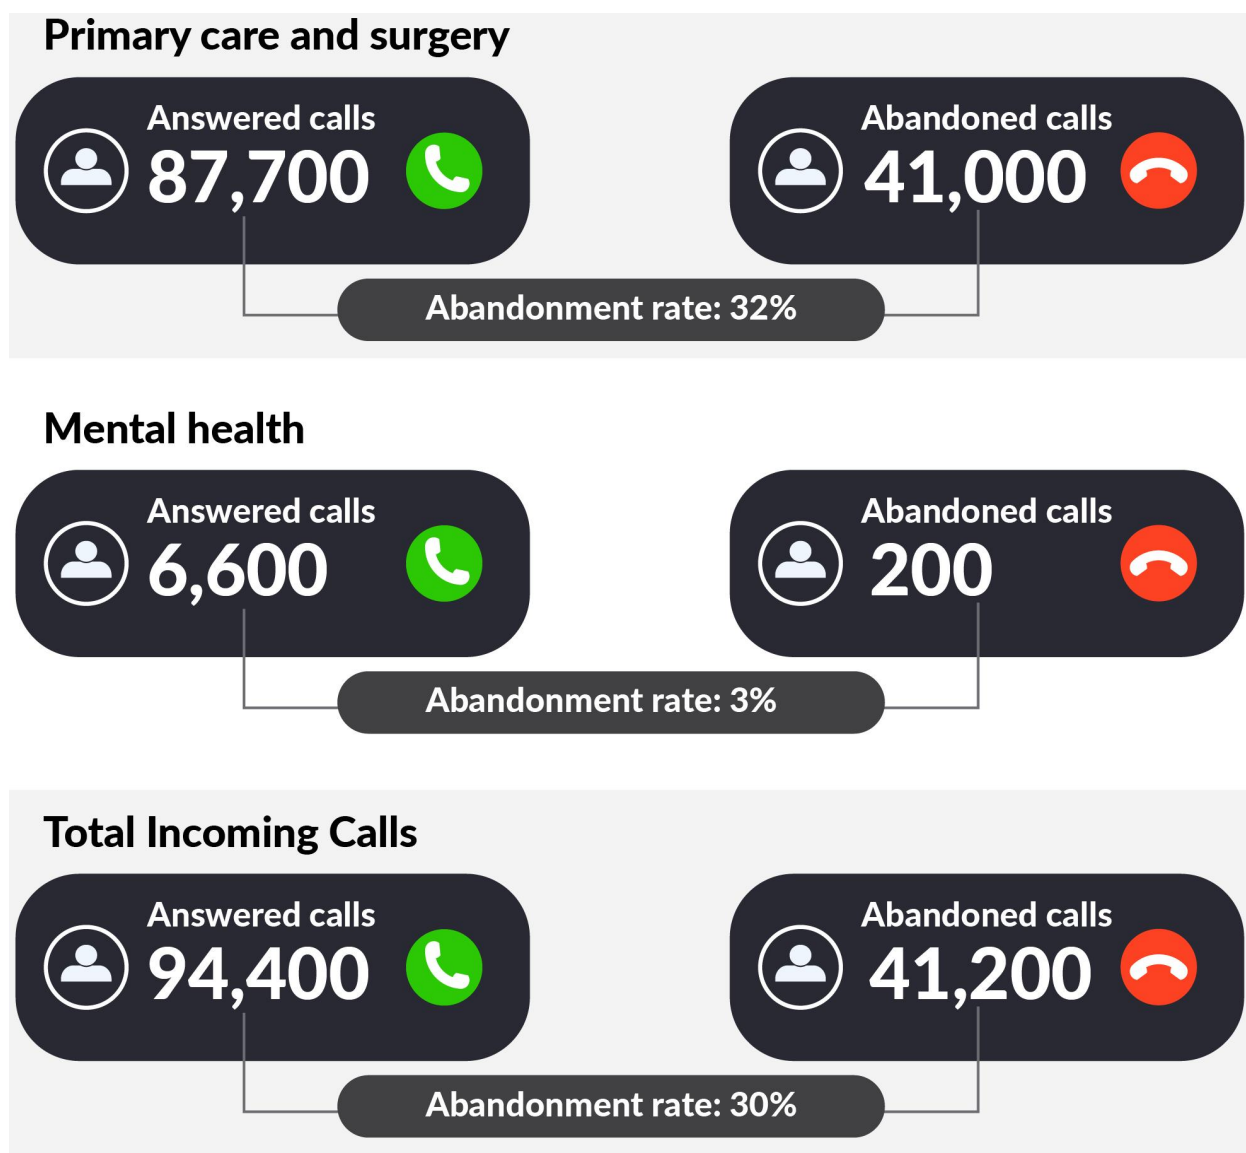 Primary care and surgery
Answered calls
87,700
Abandoned calls
41,000
Abandonment rate: 32%
Mental health
Answered calls
6,600
Abandoned calls
200
Abandonment rate: 3%
Total Incoming Calls
Answered calls
94,400
Abandoned calls
41,200
Abandonment rate: 30%